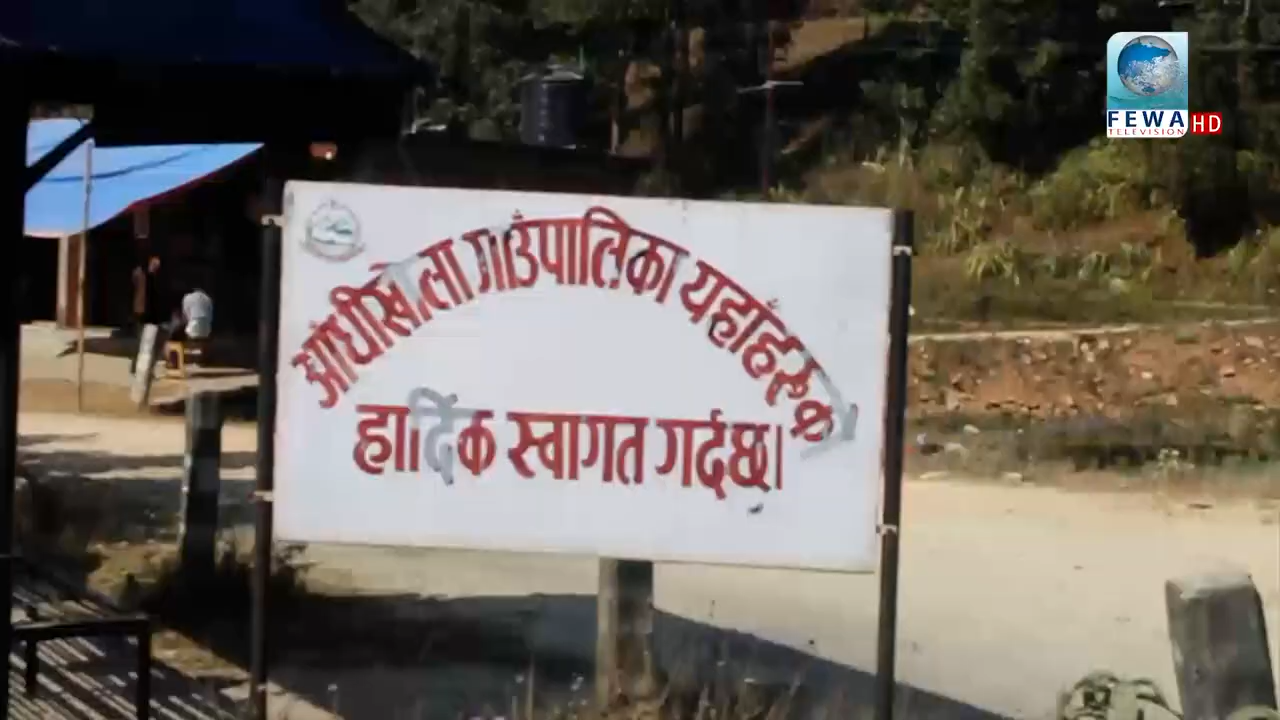 आँधीखोला गाउँपालिका यहाँहरुको
हार्दिक स्वागत गर्दछ।
FEWA
TELEVISION HD